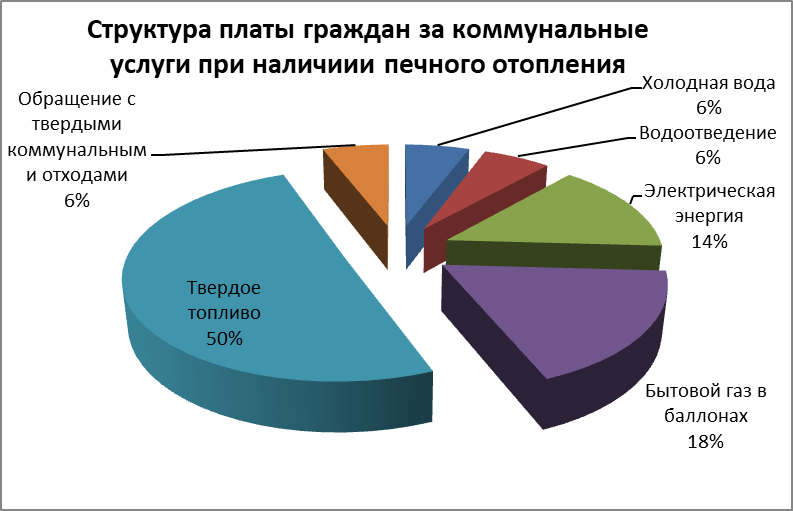 Структура платы граждан за коммунальные
услуги при наличиии печного отопления
Холодная вода
6%
Водоотведение
6%
Электрическая
энергия
14%
Бытовой газ в
баллонах
18%
Твердое
топливо
50%
Обращение с
твердыми
коммунальным
и отходами
6%